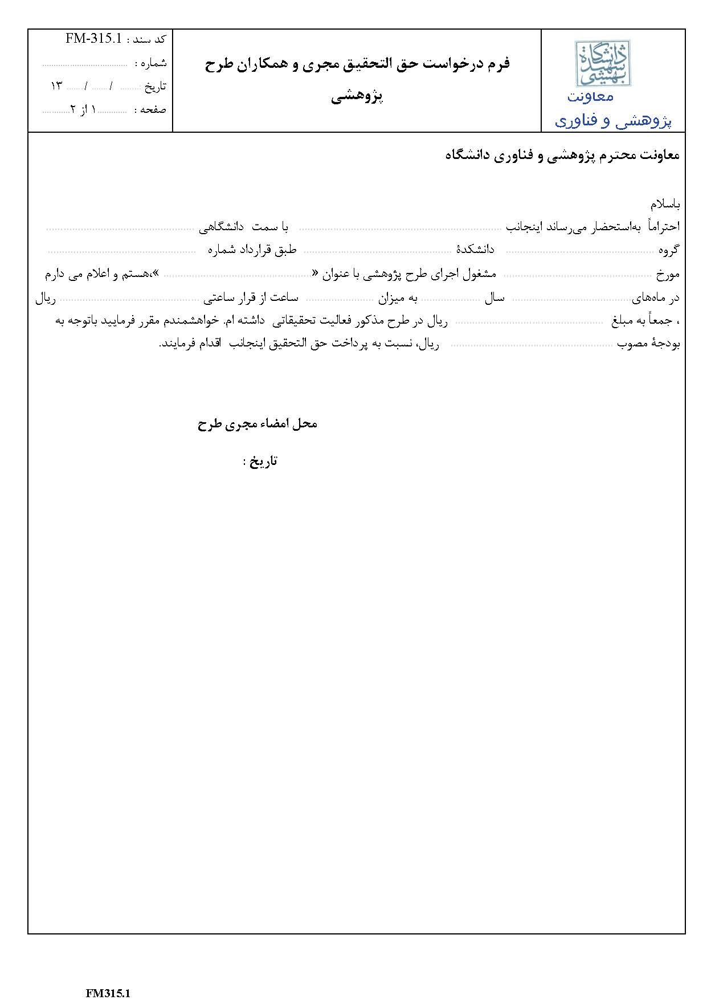 دانشگاه
شهید
بهشتی
معاونت
پژوهشی و فناوری
فرم درخواست حق التحقیق مجری و همکاران طرح
پژوهشی
کد سند : FM-315.1
شماره : ....................................
تاریخ :........ / ....... / ....... ۱۳
صفحه : .............۱ از ۲............
معاونت محترم پژوهشی و فناوری دانشگاه
باسلام
احتراماً به‌استحضار می‌رساند اینجانب ........................................ با سمت دانشگاهی ........................................
گروه ........................................ دانشکدهٔ ........................................ طبق قرارداد شماره ........................................
مورخ ........................................ مشغول اجرای طرح پژوهشی با عنوان « ........................................»،هستم و اعلام می دارم
در ماه‌های........................................ سال .................... به میزان .................... ساعت از قرار ساعتی ........................................ ریال
، جمعاً به مبلغ ........................................ ریال در طرح مذکور فعالیت تحقیقاتی داشته ام. خواهشمندم مقرر فرمایید باتوجه به
بودجهٔ مصوب ........................................ ریال، نسبت به پرداخت حق التحقیق اینجانب اقدام فرمایند.
محل امضاء مجری طرح
تاریخ :
FM315.1